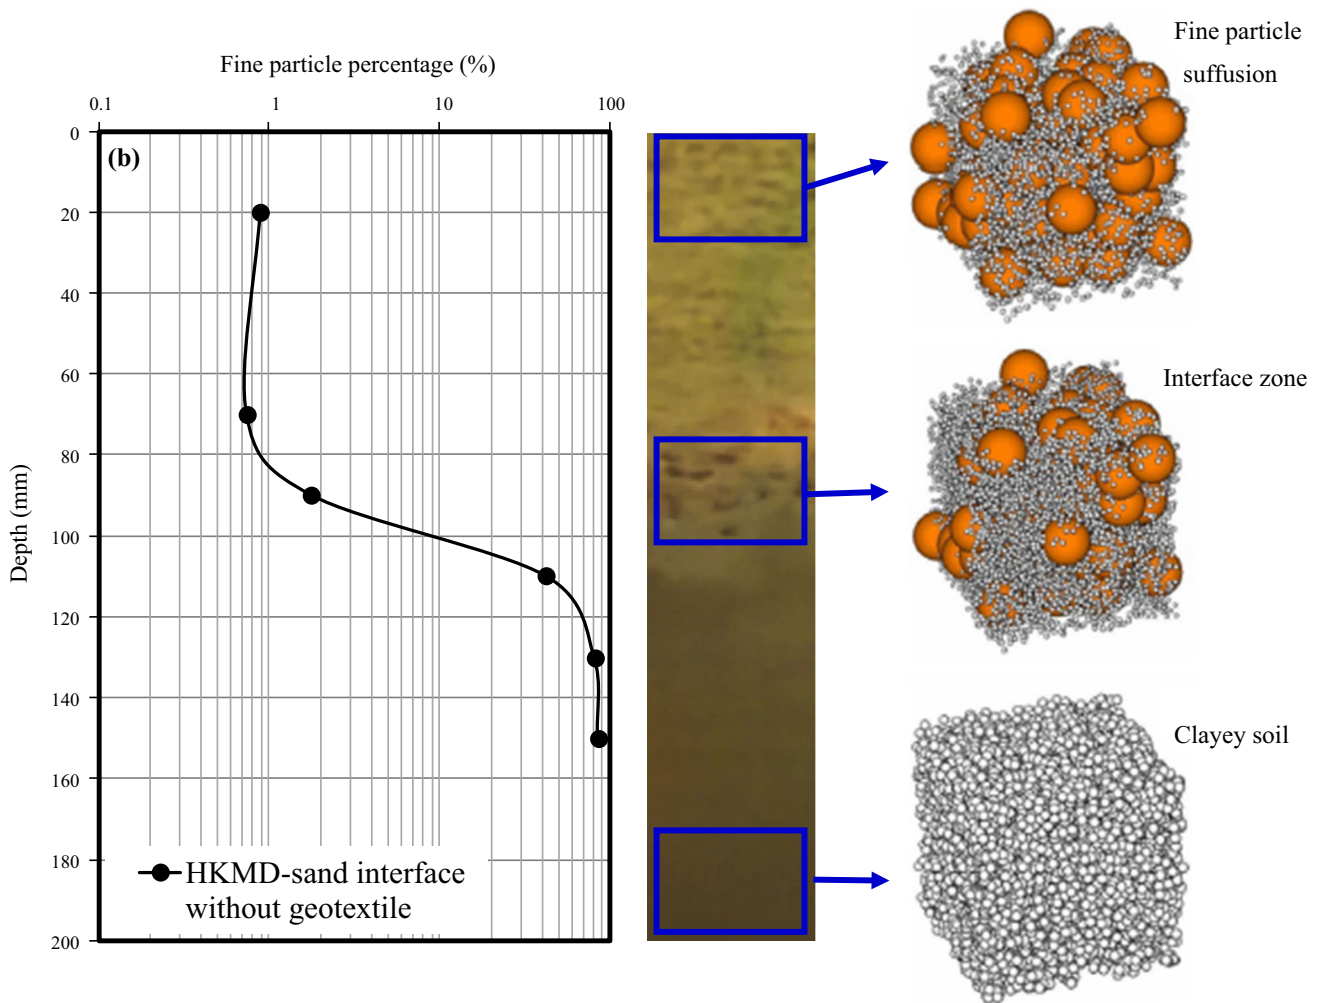 Fine particle percentage (%)
0.1 1 10 100
(b)
0
20
40
60
80
100
120
140
160
180
200
Depth (mm)
HKMD-sand interface
without geotextile
Fine particle
suffusion
Interface zone
Clayey soil